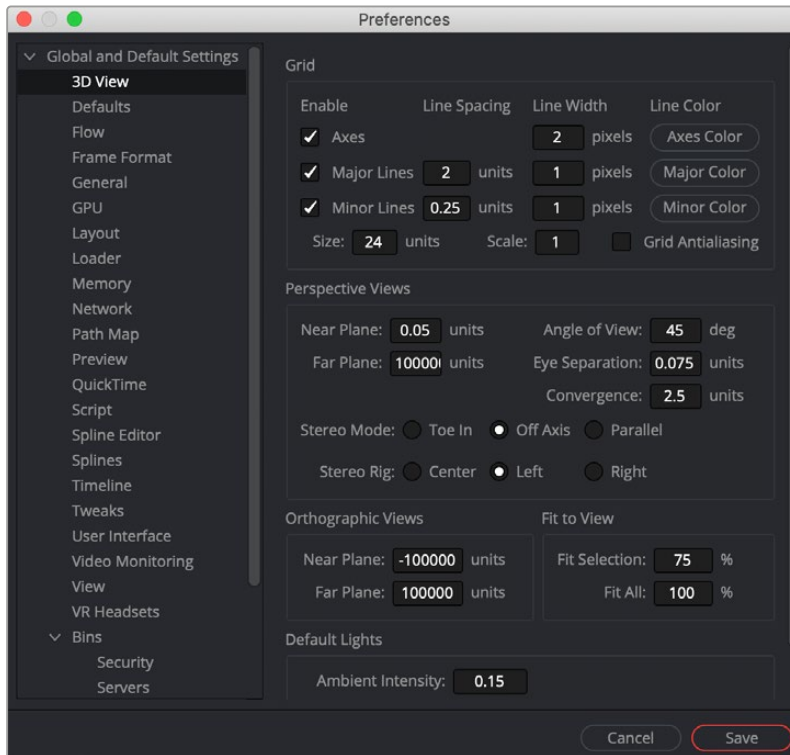 Preferences
Global and Default Settings
3D View
Defaults
Flow
Frame Format
General
GPU
Layout
Loader
Memory
Network
Path Map
Preview
QuickTime
Script
Spline Editor
Splines
Timeline
Tweaks
User Interface
Video Monitoring
View
VR Headsets
Bins
Security
Servers
Grid
Enable Line Spacing Line Width Line Color
Axes 2 pixels Axes Color
Major Lines 2 units 1 pixels Major Color
Minor Lines 0.25 units 1 pixels Minor Color
Size: 24 units Scale: 1 Grid Antialiasing
Perspective Views
Near Plane: 0.05 units Angle of View: 45 deg
Far Plane: 10000 units Eye Separation: 0.075 units
Convergence: 2.5 units
Stereo Mode: Toe In Off Axis Parallel
Stereo Rig: Center Left Right
Orthographic Views Fit to View
Near Plane: -100000 units Fit Selection: 75 %
Far Plane: 100000 units Fit All: 100 %
Default Lights
Ambient Intensity: 0.15
Cancel Save